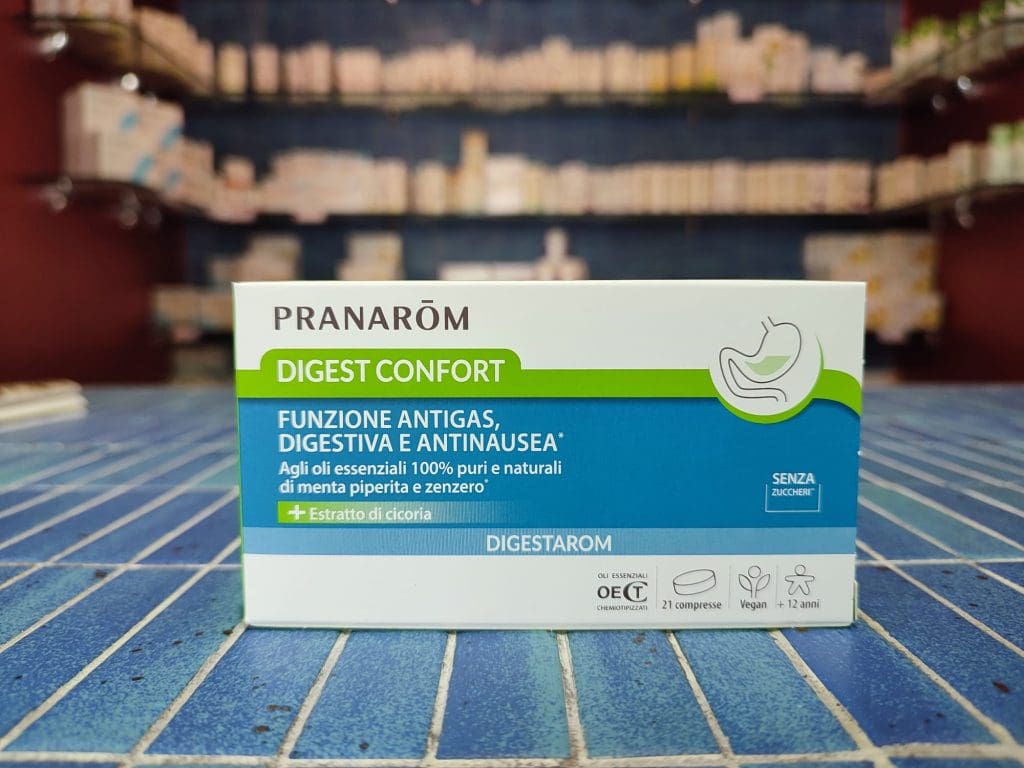 PRANARŌM
DIGEST CONFORT
FUNZIONE ANTIGAS,
DIGESTIVA E ANTINAUSEA*
Agli oli essenziali 100% puri e naturali
di menta piperita e zenzero*
+ Estratto di cicoria
SENZA
ZUCCHERI**
DIGESTAROM
OLI ESSENZIALI
OECT
CHEMIOTIPIZZATI
21 compresse
Vegan
+ 12 anni